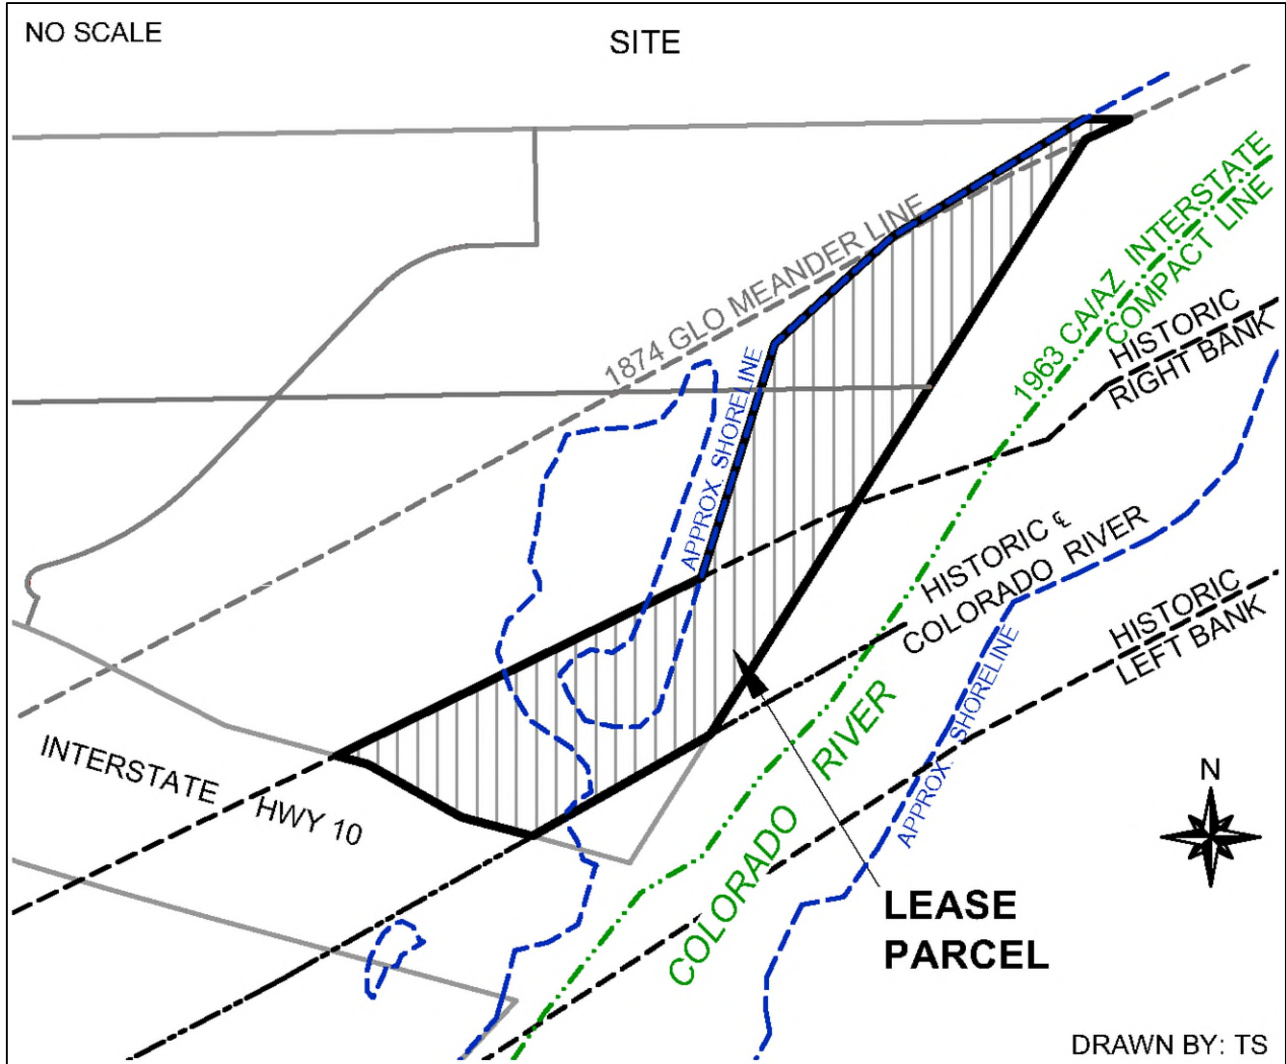 NO SCALE
SITE
1874 GLO MEANDER LINE
1963 CA/AZ INTERSTATE
COMPACT LINE
HISTORIC
RIGHT BANK
APPROX. SHORELINE
HISTORIC ℄
COLORADO RIVER
HISTORIC
LEFT BANK
APPROX. SHORELINE
INTERSTATE HWY 10
COLORADO RIVER
N
LEASE
PARCEL
DRAWN BY: TS